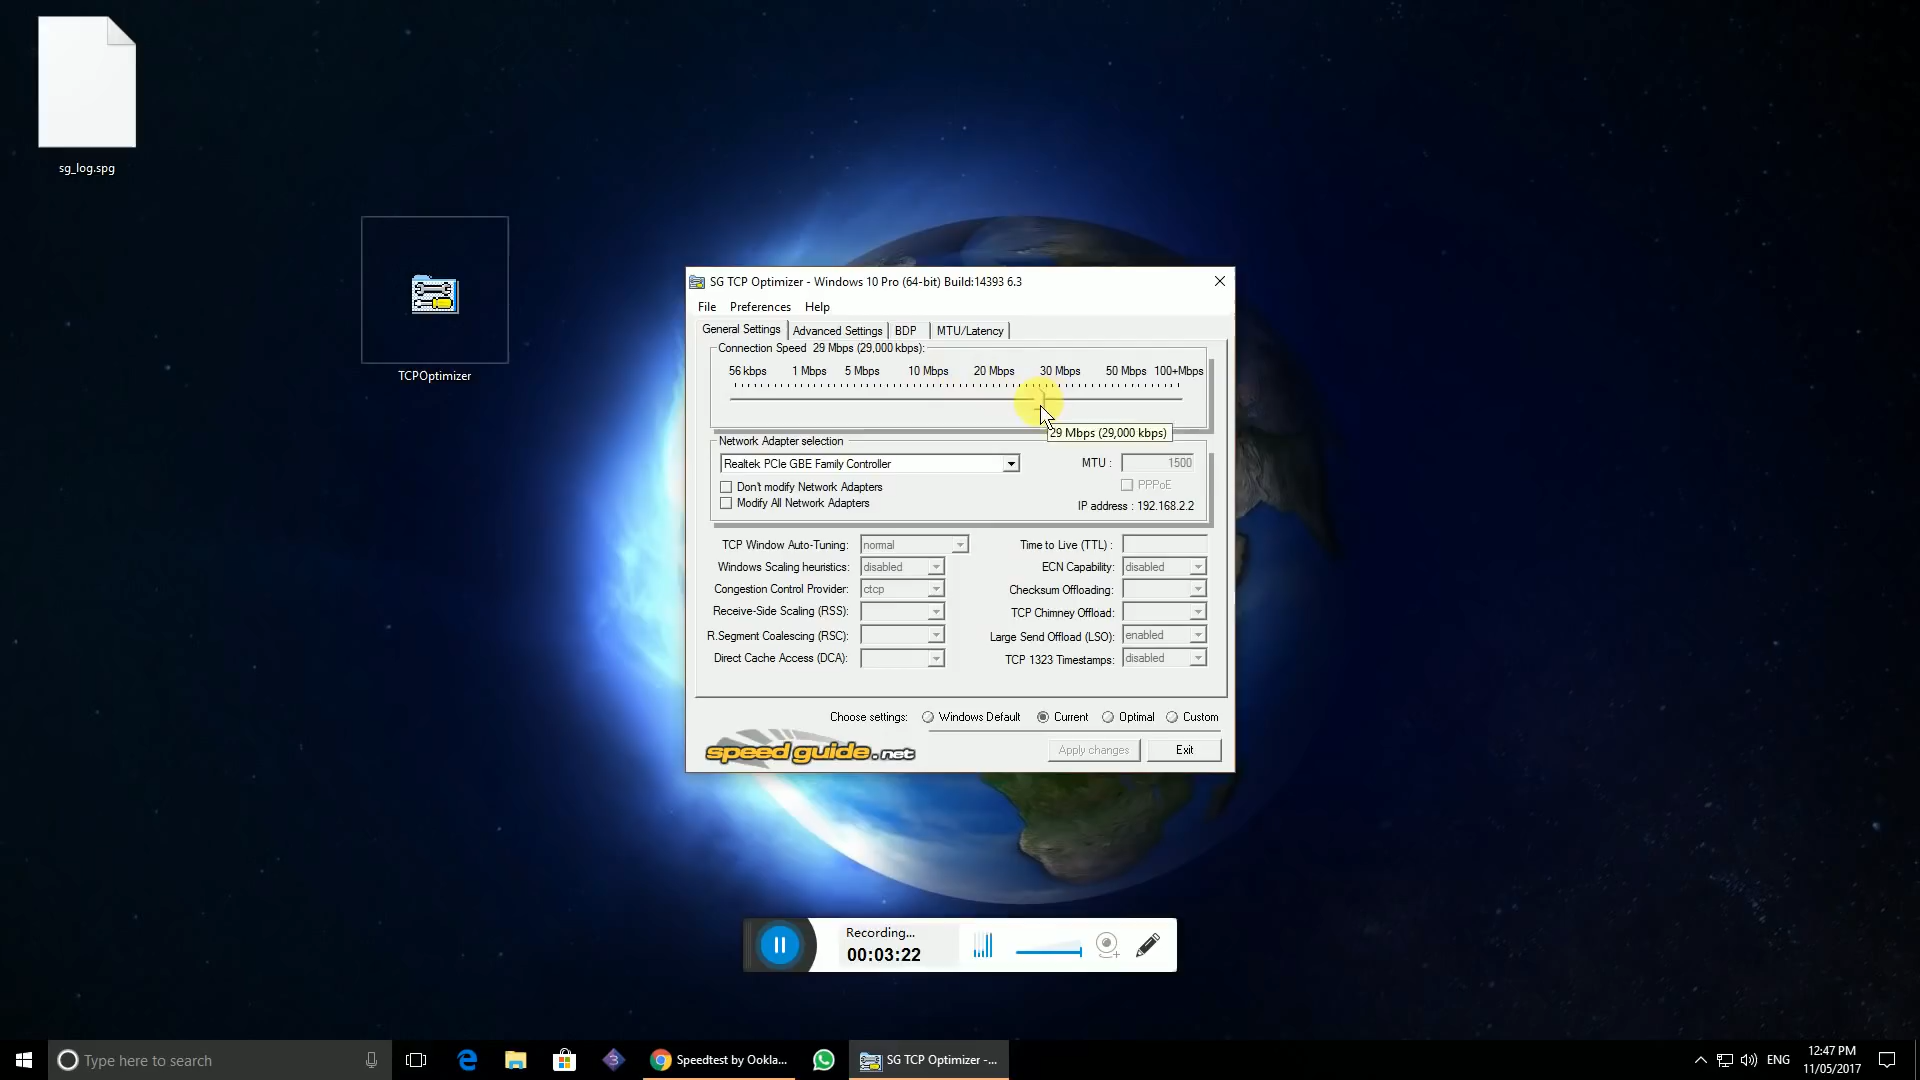 sg_log.spg
TCPOptimizer
SG TCP Optimizer - Windows 10 Pro (64-bit) Build:14393 6.3
File Preferences Help
General Settings Advanced Settings BDP MTU/Latency
Connection Speed 29 Mbps (29,000 kbps):
56 kbps 1 Mbps 5 Mbps 10 Mbps 20 Mbps 30 Mbps 50 Mbps 100+Mbps
29 Mbps (29,000 kbps)
Network Adapter selection
Realtek PCIe GBE Family Controller MTU : 1500
Don't modify Network Adapters PPPoE
Modify All Network Adapters IP address : 192.168.2.2
TCP Window Auto-Tuning: normal Time to Live (TTL) :
Windows Scaling heuristics: disabled ECN Capability: disabled
Congestion Control Provider: ctcp Checksum Offloading:
Receive-Side Scaling (RSS): TCP Chimney Offload:
R.Segment Coalescing (RSC): Large Send Offload (LSO): enabled
Direct Cache Access (DCA): TCP 1323 Timestamps: disabled
Choose settings: Windows Default Current Optimal Custom
speedguide.net Apply changes Exit
Recording...
00:03:22
Type here to search 3 Speedtest by Ookla... SG TCP Optimizer -... ENG 12:47 PM
11/05/2017